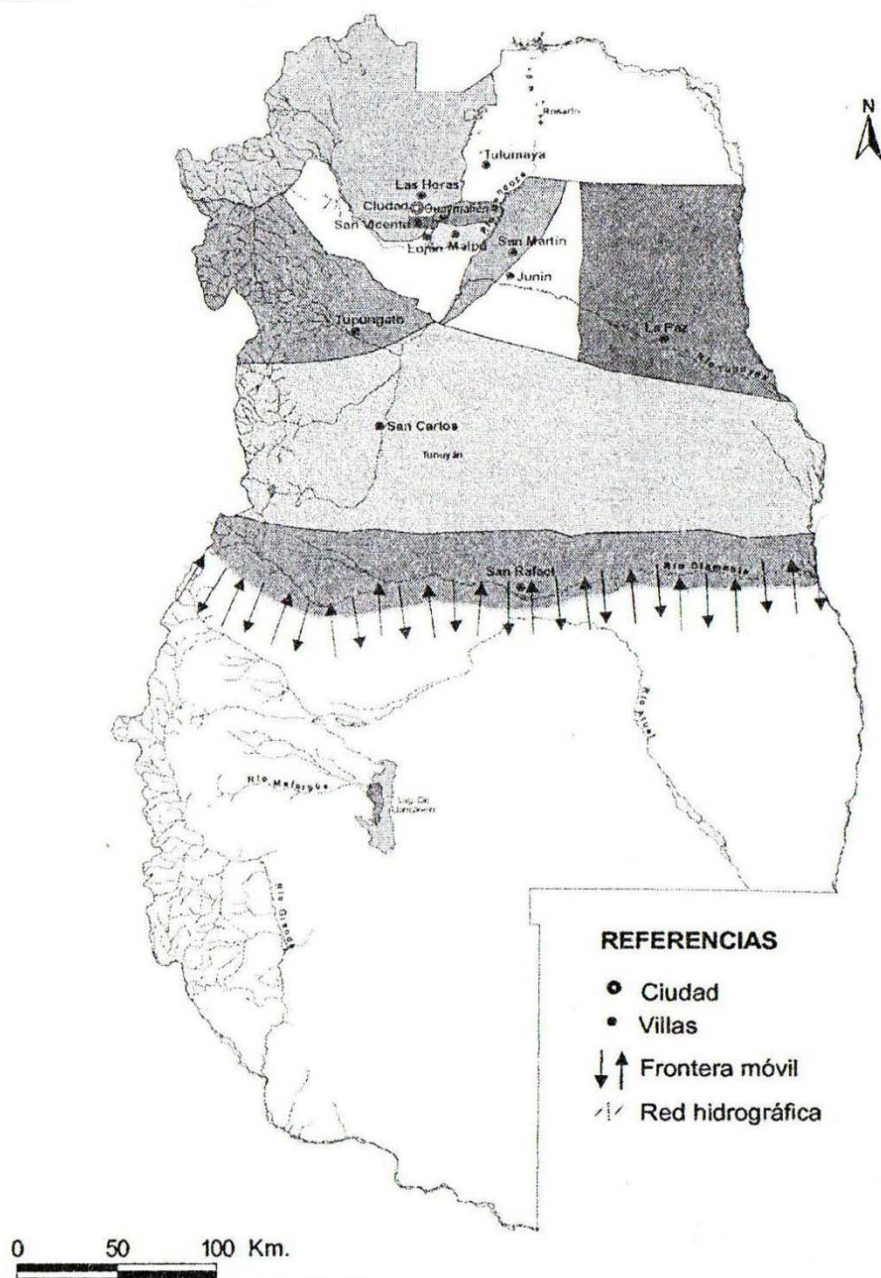 N
Rosario
Tulumaya
Las Heras
Ciudad
Guaymallén
San Vicente
Luján
Maipú
San Martín
Junín
Tupungato
La Paz
Río Tunuyán
San Carlos
Tunuyán
San Rafael
Río Diamante
Río Atuel
Río Malargüe
Río Grande
REFERENCIAS
Ciudad
Villas
Frontera móvil
Red hidrográfica
0 50 100 Km.